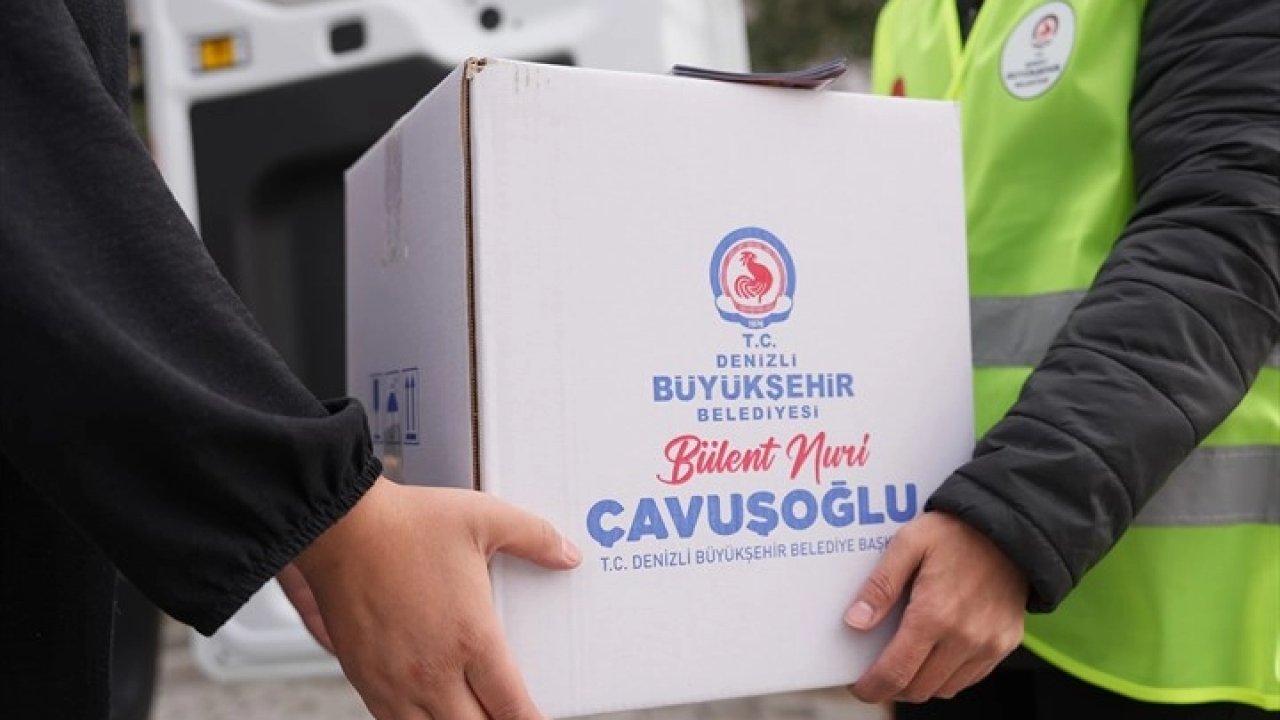 T.C.
DENİZLİ
BÜYÜKŞEHİR
BELEDİYESİ
Bülent Nuri
ÇAVUŞOĞLU
T.C. DENİZLİ BÜYÜKŞEHİR BELEDİYE